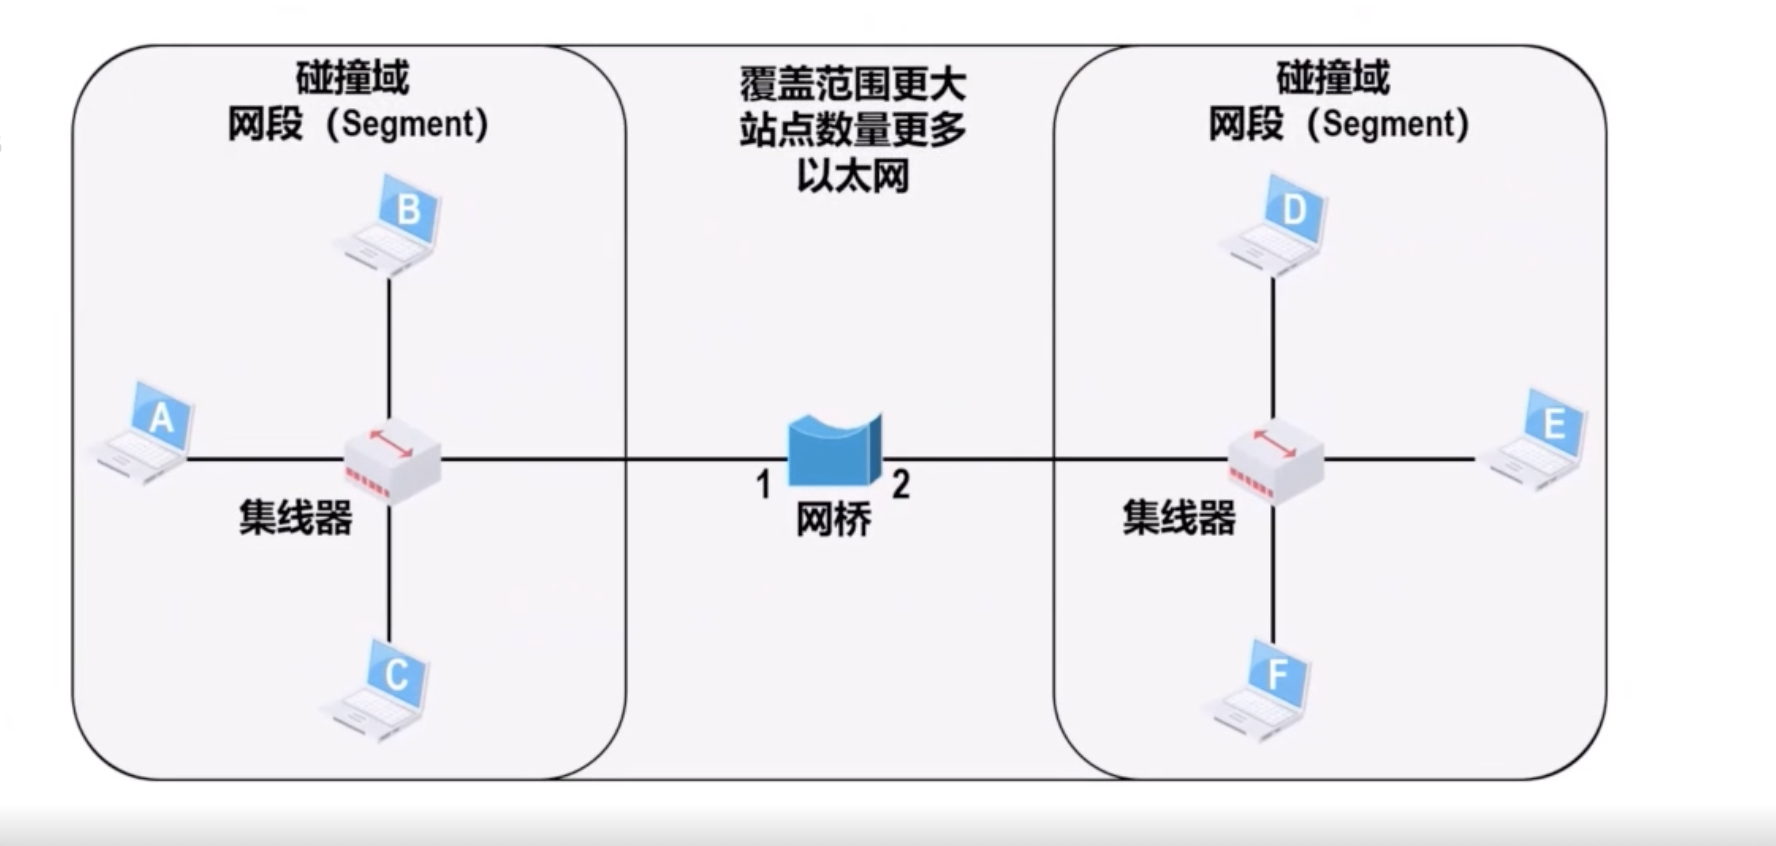 碰撞域
网段（Segment）
覆盖范围更大
站点数量更多
以太网
碰撞域
网段（Segment）
B
D
A
E
1
2
集线器
网桥
集线器
C
F